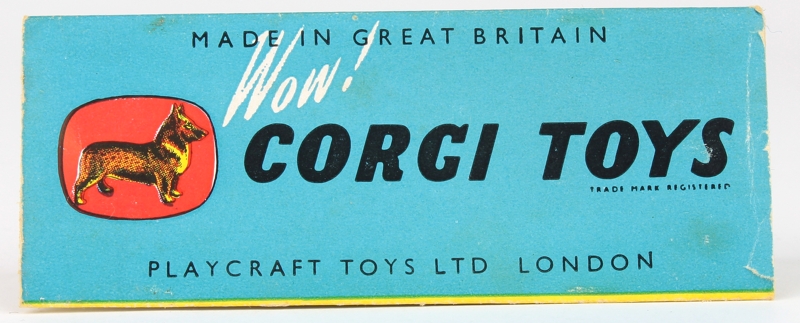 MADE IN GREAT BRITAIN
Wow!
CORGI TOYS
TRADE MARK REGISTERED
PLAYCRAFT TOYS LTD LONDON